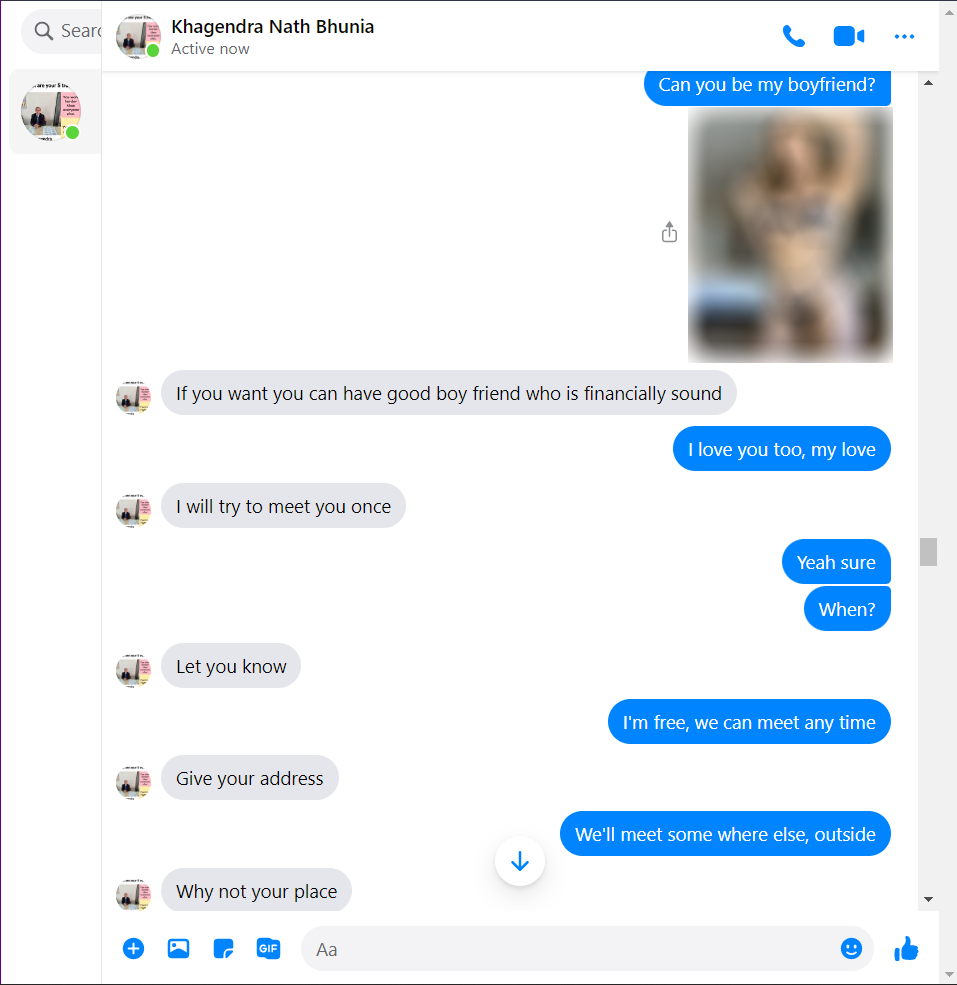 Searc
Khagendra Nath Bhunia
Active now
Can you be my boyfriend?
If you want you can have good boy friend who is financially sound
I love you too, my love
I will try to meet you once
Yeah sure
When?
Let you know
I'm free, we can meet any time
Give your address
We'll meet some where else, outside
Why not your place
GIF
Aa